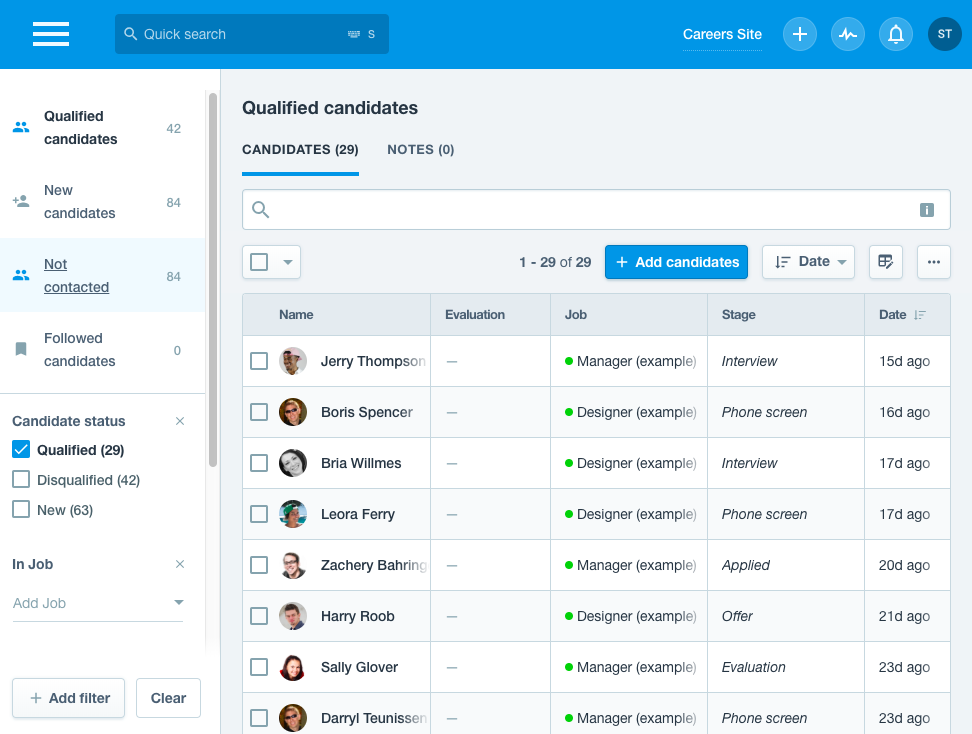 Quick search
S
Careers Site
ST
Qualified
candidates
42
New
candidates
84
Not
contacted
84
Followed
candidates
0
Candidate status
Qualified (29)
Disqualified (42)
New (63)
In Job
Add Job
Add filter
Clear
Qualified candidates
CANDIDATES (29)
NOTES (0)
1 - 29 of 29
Add candidates
Date
Name Evaluation Job Stage Date
Jerry Thompson — Manager (example) Interview 15d ago
Boris Spencer — Designer (example) Phone screen 16d ago
Bria Willmes — Designer (example) Interview 17d ago
Leora Ferry — Designer (example) Phone screen 17d ago
Zachery Bahring — Manager (example) Applied 20d ago
Harry Roob — Designer (example) Offer 21d ago
Sally Glover — Manager (example) Evaluation 23d ago
Darryl Teunissen — Manager (example) Phone screen 23d ago